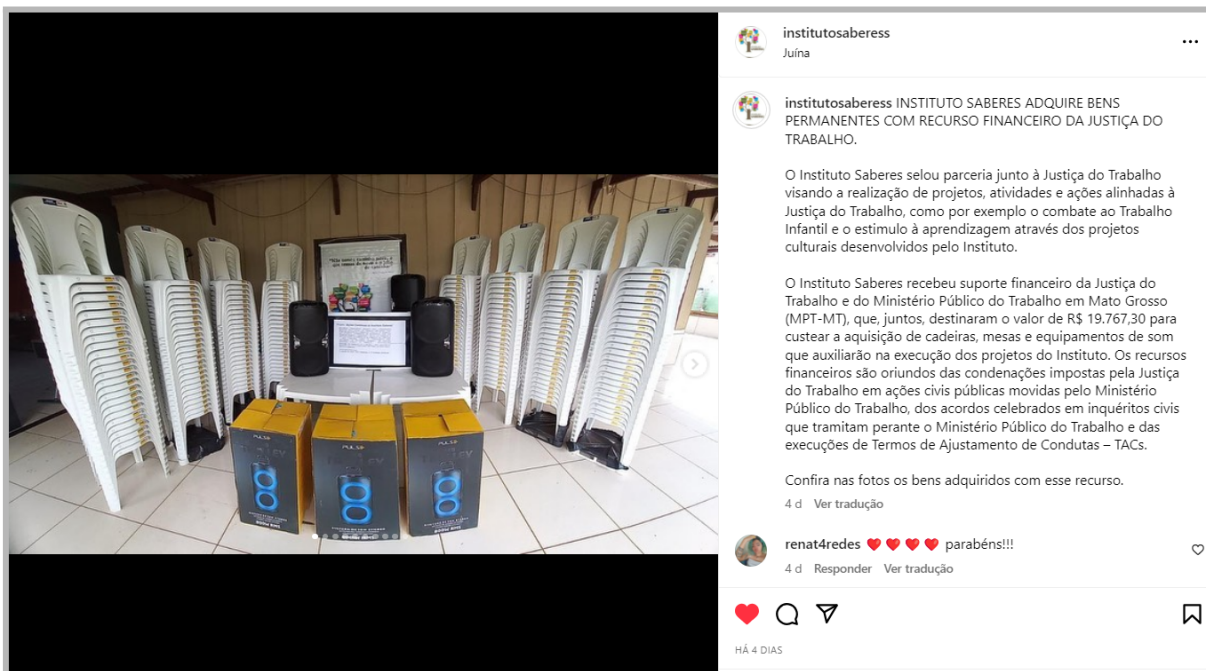 institutosaberess
Juína
institutosaberess INSTITUTO SABERES ADQUIRE BENS
PERMANENTES COM RECURSO FINANCEIRO DA JUSTIÇA DO
TRABALHO.
O Instituto Saberes selou parceria junto à Justiça do Trabalho
visando a realização de projetos, atividades e ações alinhadas à
Justiça do Trabalho, como por exemplo o combate ao Trabalho
Infantil e o estimulo à aprendizagem através dos projetos
culturais desenvolvidos pelo Instituto.
O Instituto Saberes recebeu suporte financeiro da Justiça do
Trabalho e do Ministério Público do Trabalho em Mato Grosso
(MPT-MT), que, juntos, destinaram o valor de R$ 19.767,30 para
custear a aquisição de cadeiras, mesas e equipamentos de som
que auxiliarão na execução dos projetos do Instituto. Os recursos
financeiros são oriundos das condenações impostas pela Justiça
do Trabalho em ações civis públicas movidas pelo Ministério
Público do Trabalho, dos acordos celebrados em inquéritos civis
que tramitam perante o Ministério Público do Trabalho e das
execuções de Termos de Ajustamento de Condutas – TACs.
Confira nas fotos os bens adquiridos com esse recurso.
4 d Ver tradução
renat4redes ❤️ ❤️ ❤️ ❤️ parabéns!!!
4 d Responder Ver tradução
HÁ 4 DIAS
PULSE
PULSE
PULSE